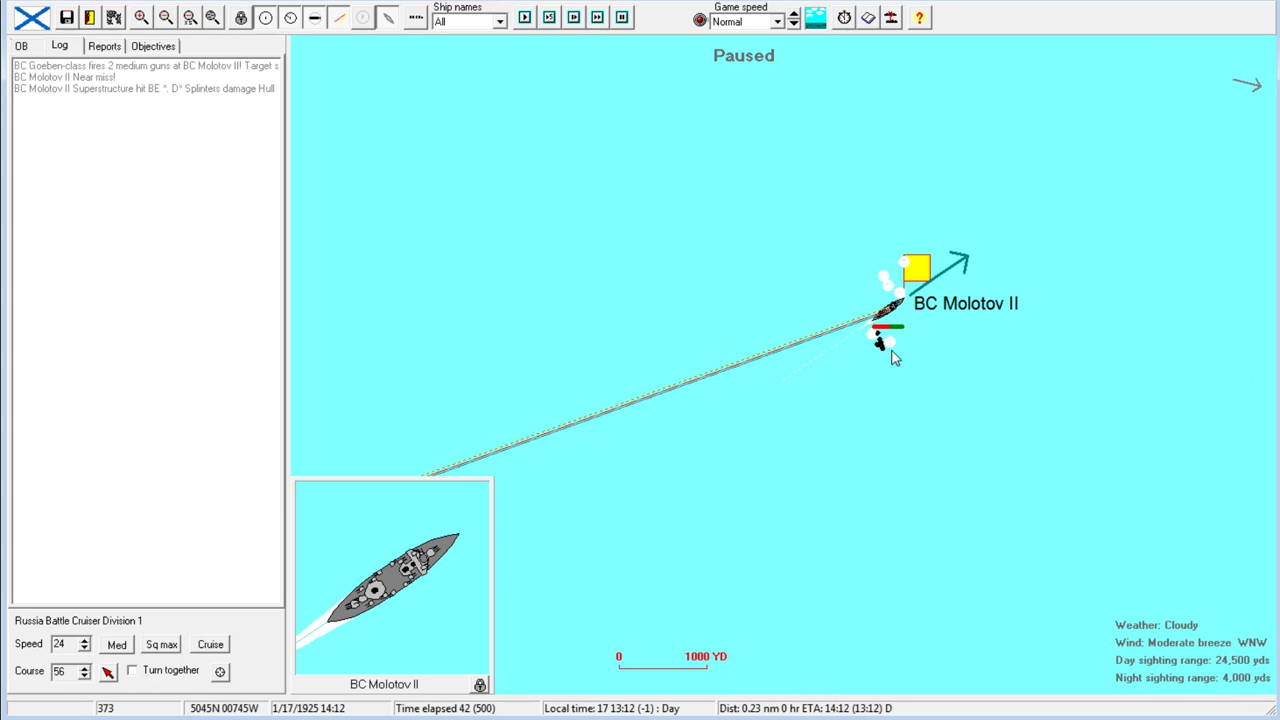 Ship names
All
Game speed
Normal
?
OB Log Reports Objectives
BC Goeben-class fires 2 medium guns at BC Molotov II! Target s
BC Molotov II Near miss!
BC Molotov II Superstructure hit BE *. D* Splinters damage Hull
Paused
BC Molotov II
Russia Battle Cruiser Division 1
Speed 24 Med Sq max Cruise
Course 56 Turn together
BC Molotov II
0 1000 YD
Weather: Cloudy
Wind: Moderate breeze WNW
Day sighting range: 24,500 yds
Night sighting range: 4,000 yds
373 5045N 00745W 1/17/1925 14:12 Time elapsed 42 (500) Local time: 17 13:12 (-1) : Day Dist: 0.23 nm 0 hr ETA: 14:12 (13:12) D